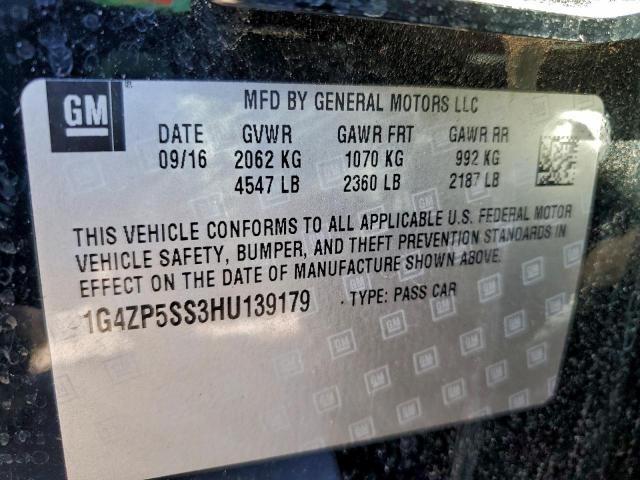 GM MFD BY GENERAL MOTORS LLC
DATE GVWR GAWR FRT GAWR RR
09/16 2062 KG 1070 KG 992 KG
4547 LB 2360 LB 2187 LB
THIS VEHICLE CONFORMS TO ALL APPLICABLE U.S. FEDERAL MOTOR
VEHICLE SAFETY, BUMPER, AND THEFT PREVENTION STANDARDS IN
EFFECT ON THE DATE OF MANUFACTURE SHOWN ABOVE.
1G4ZP5SS3HU139179 TYPE: PASS CAR